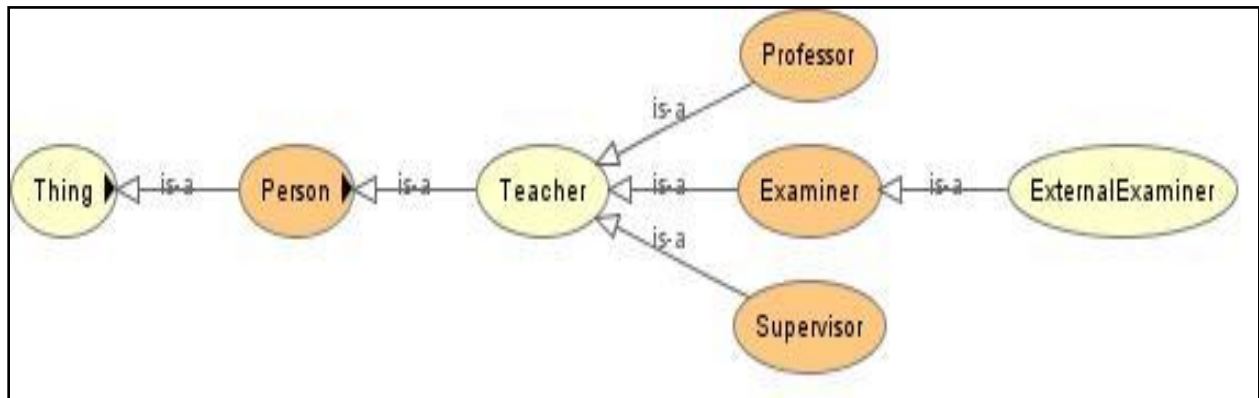 Professor
is-a
Thing
is-a
Person
is-a
Teacher
is-a
Examiner
is-a
ExternalExaminer
is-a
Supervisor